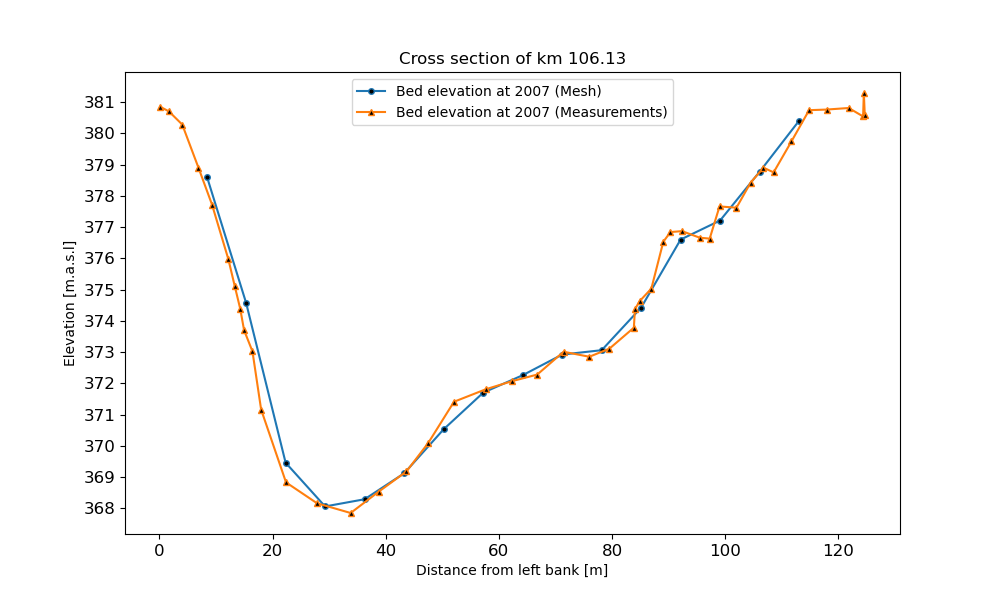 Cross section of km 106.13
Bed elevation at 2007 (Mesh)
Bed elevation at 2007 (Measurements)
Elevation [m.a.s.l]
381
380
379
378
377
376
375
374
373
372
371
370
369
368
0 20 40 60 80 100 120
Distance from left bank [m]